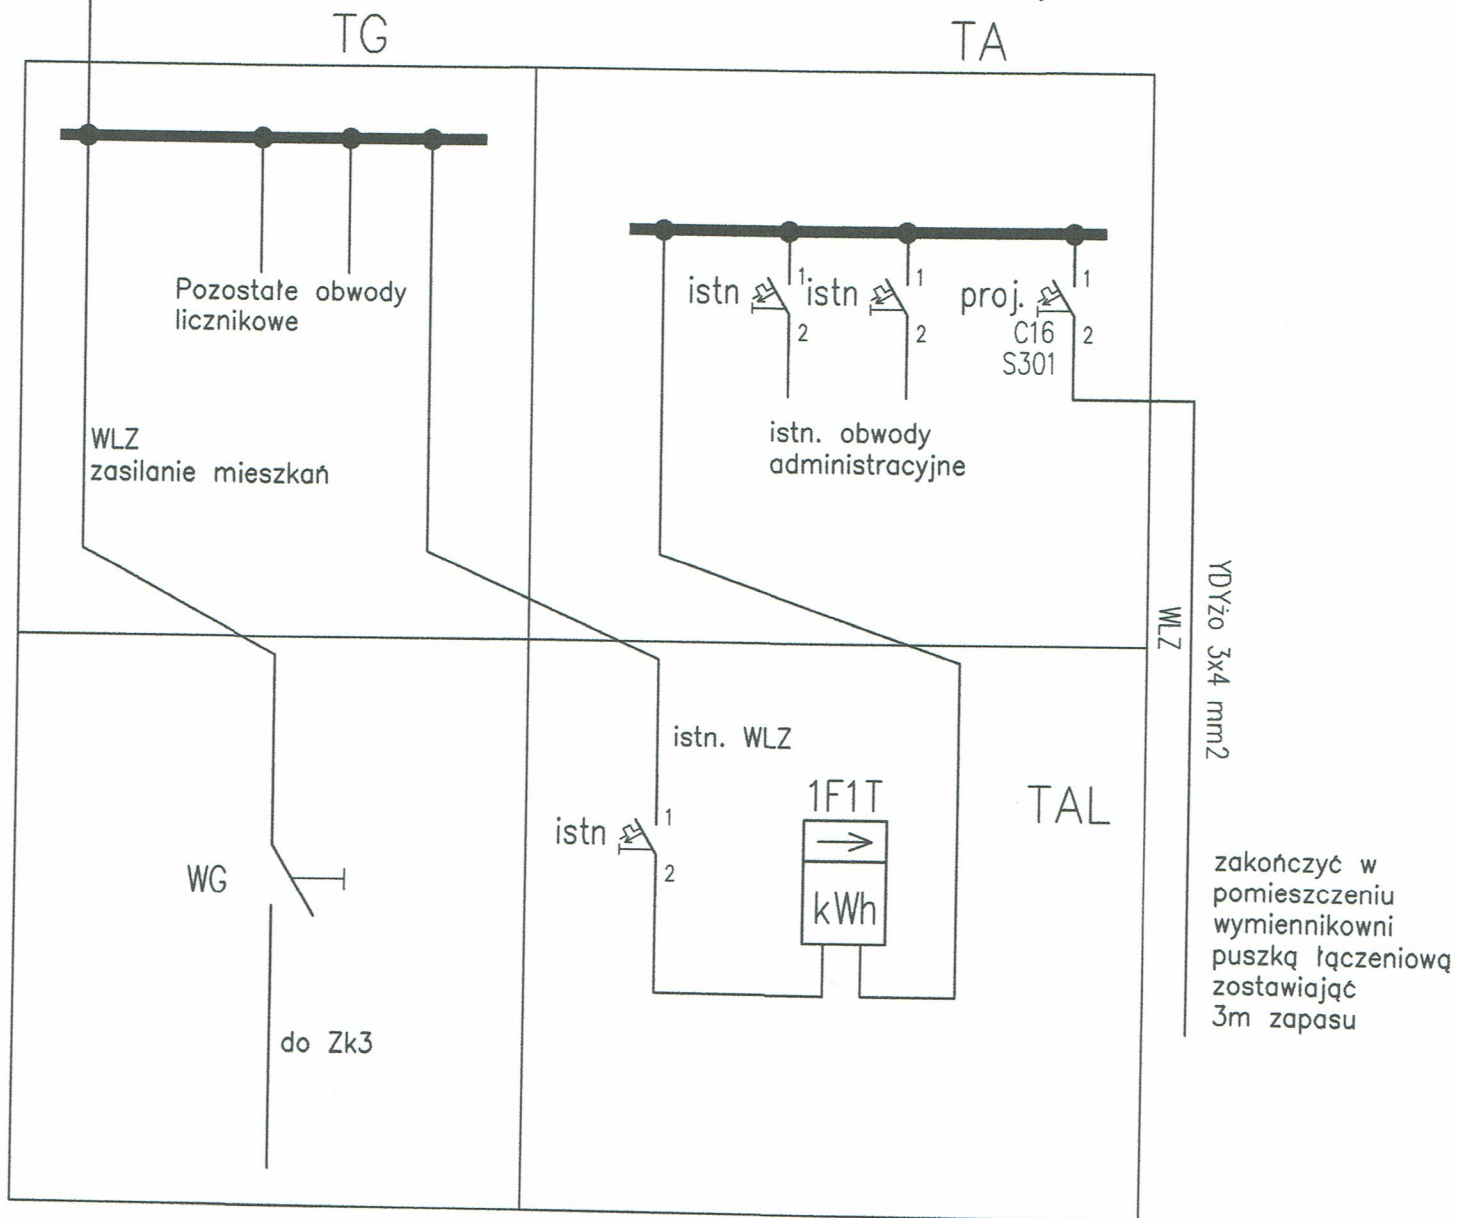 TG
TA
Pozostałe obwody
licznikowe
istn
1
2
istn
1
2
proj.
1
C16
2
S301
WLZ
zasilanie mieszkań
istn. obwody
administracyjne
WLZ
YDYżo 3x4 mm2
istn. WLZ
istn
1
2
1F1T
kWh
TAL
WG
do Zk3
zakończyć w
pomieszczeniu
wymiennikowni
puszką łączeniową
zostawiająć
3m zapasu